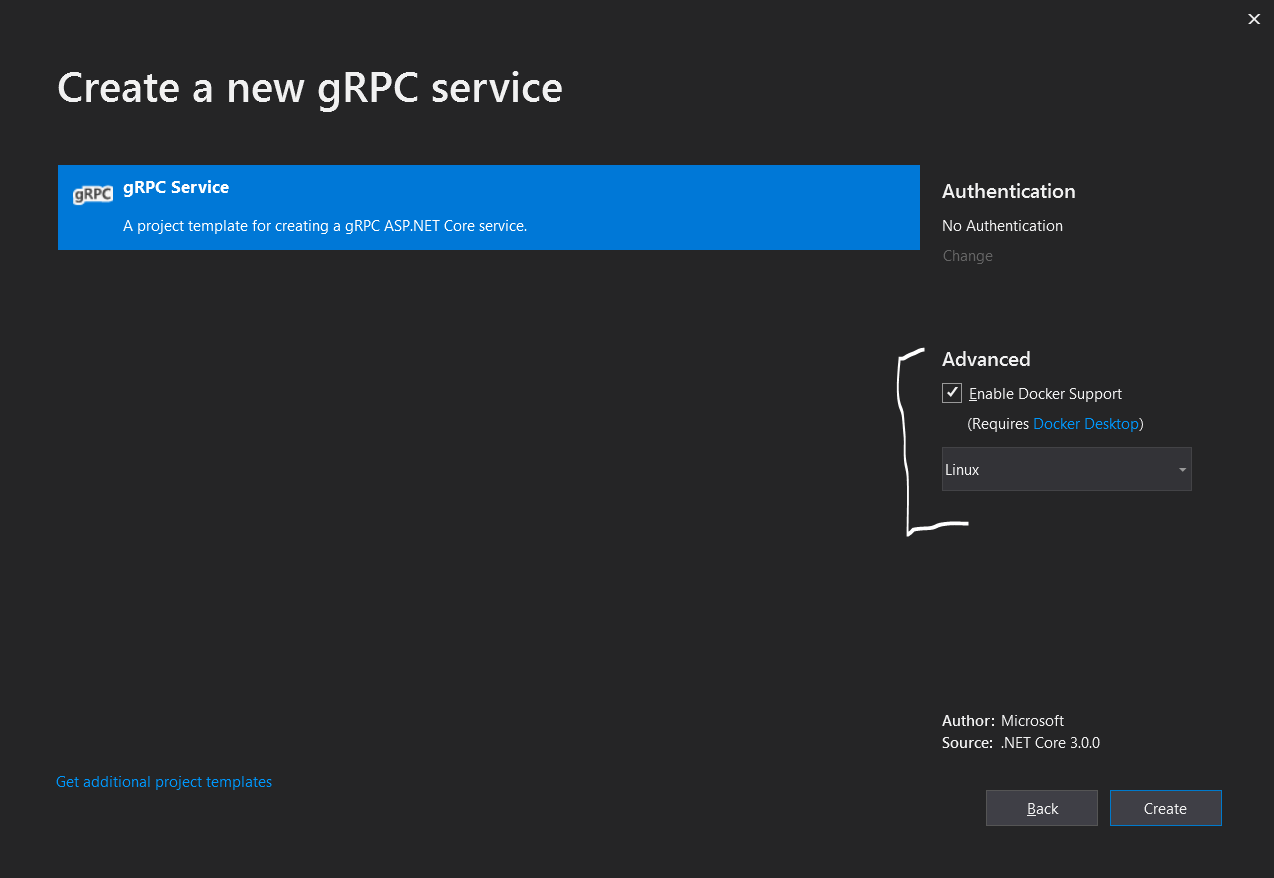 Create a new gRPC service
gRPC
gRPC Service
A project template for creating a gRPC ASP.NET Core service.
Authentication
No Authentication
Change
Advanced
Enable Docker Support
(Requires Docker Desktop)
Linux
Author: Microsoft
Source: .NET Core 3.0.0
Get additional project templates
Back
Create